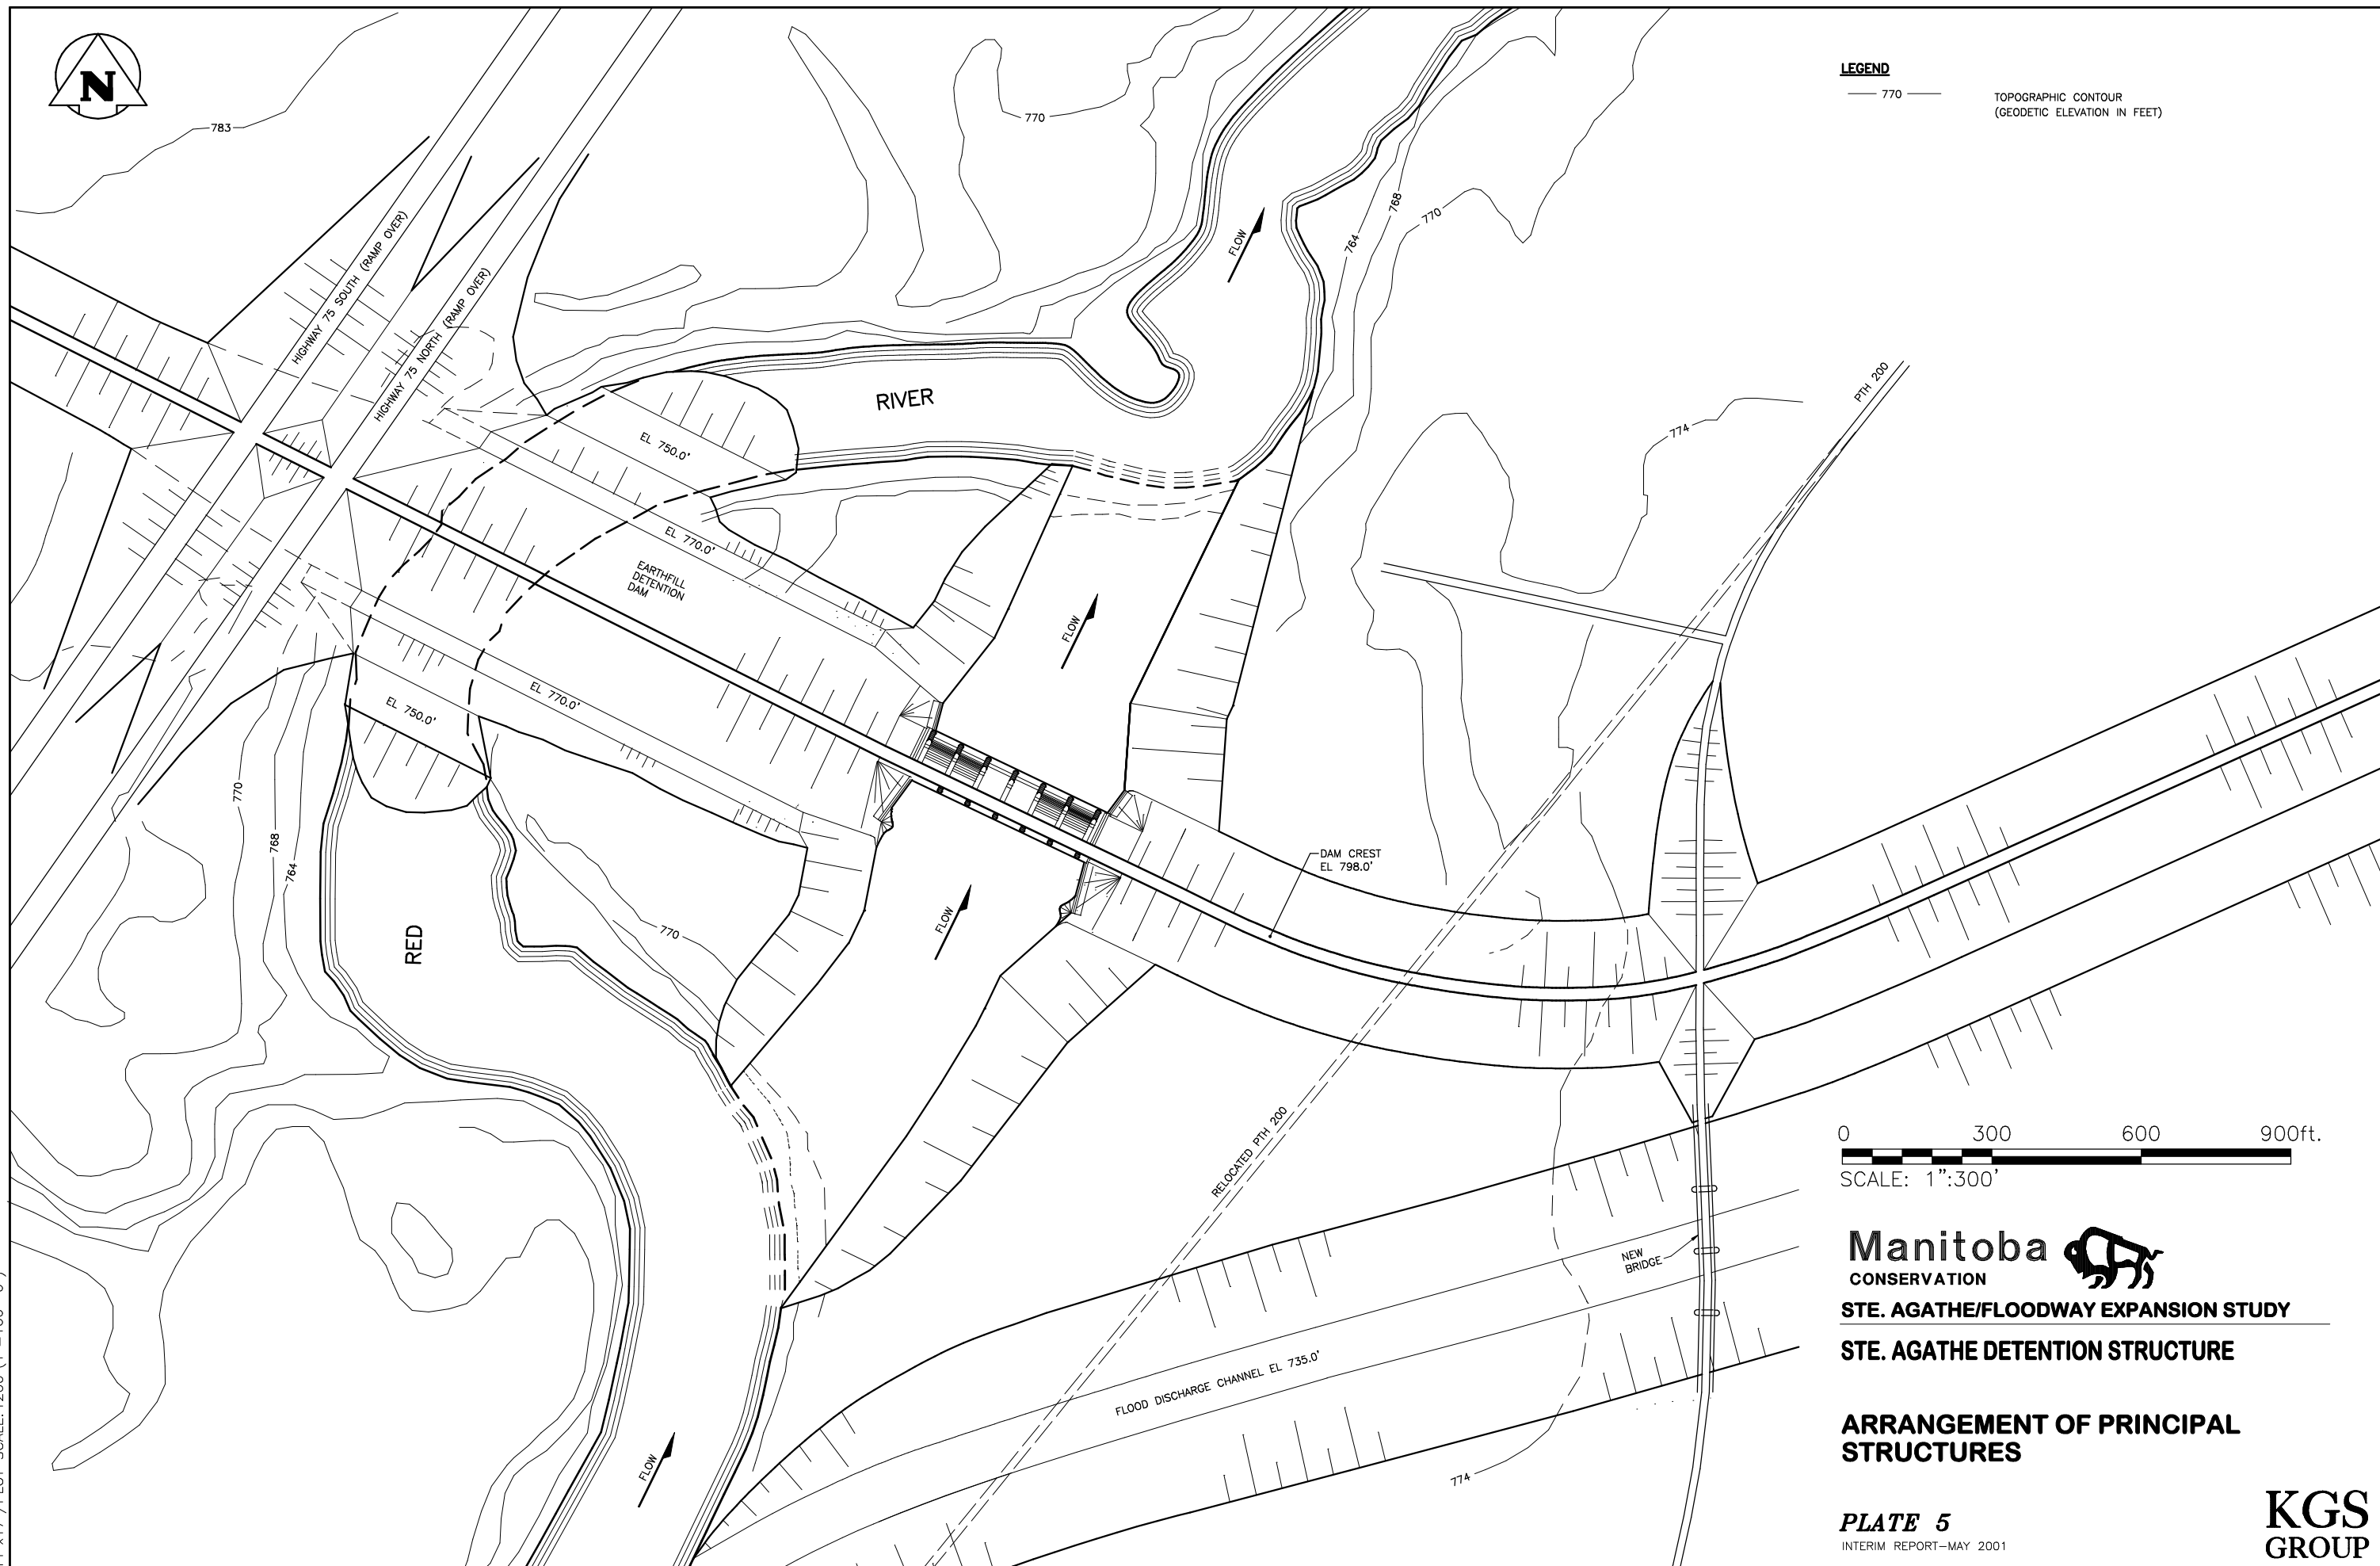 N
783
770
LEGEND
770
TOPOGRAPHIC CONTOUR
(GEODETIC ELEVATION IN FEET)
HIGHWAY 75 SOUTH (RAMP OVER)
HIGHWAY 75 NORTH (RAMP OVER)
FLOW
768
764
770
RIVER
PTH 200
774
EL 750.0'
EL 770.0'
EARTHFILL
DETENTION
DAM
FLOW
EL 770.0'
EL 750.0'
770
768
764
DAM CREST
EL 798.0'
RED
770
FLOW
RELOCATED PTH 200
NEW
BRIDGE
FLOOD DISCHARGE CHANNEL EL 735.0'
FLOW
774
0 300 600 900ft.
SCALE: 1":300'
Manitoba
CONSERVATION
STE. AGATHE/FLOODWAY EXPANSION STUDY
STE. AGATHE DETENTION STRUCTURE
ARRANGEMENT OF PRINCIPAL
STRUCTURES
PLATE 5
INTERIM REPORT-MAY 2001
KGS
GROUP